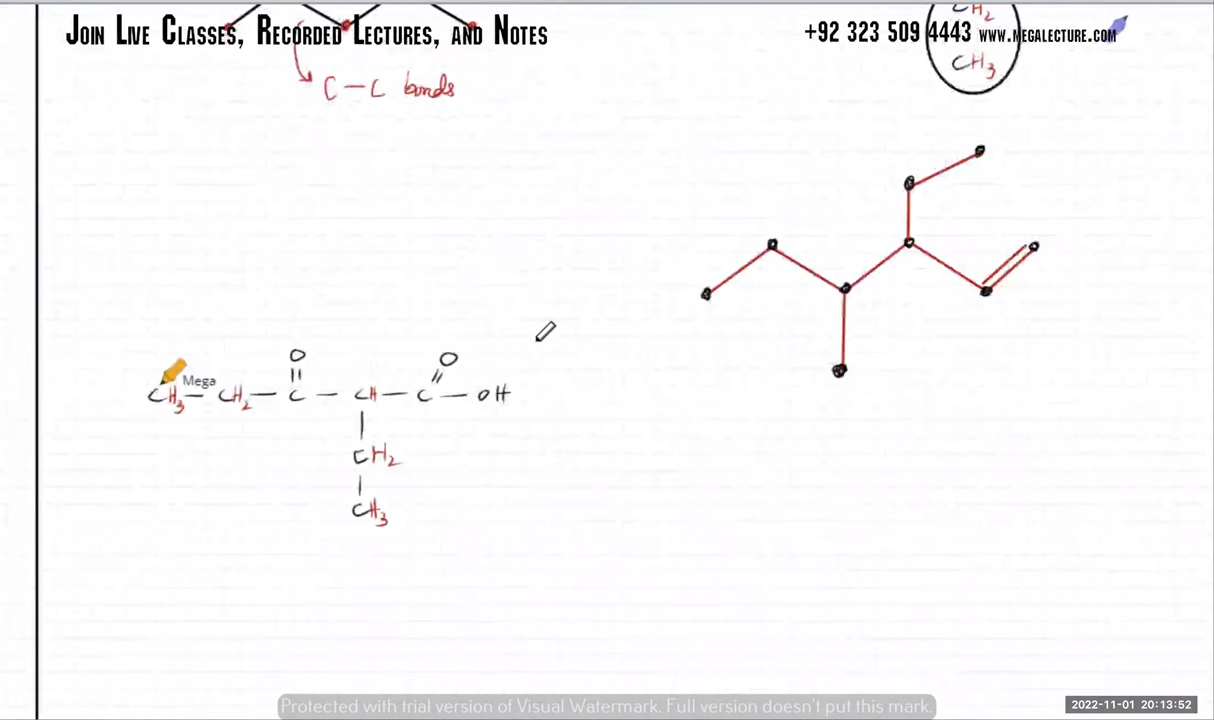 JOIN LIVE CLASSES, RECORDED LECTURES, AND NOTES
+92 323 509 4443 WWW.MEGALECTURE.COM
CH2
CH3
C-C bonds
O O
Mega
CH3-CH2-C-CH-C-OH
CH2
CH3
Protected with trial version of Visual Watermark. Full version doesn't put this mark.
2022-11-01 20:13:52